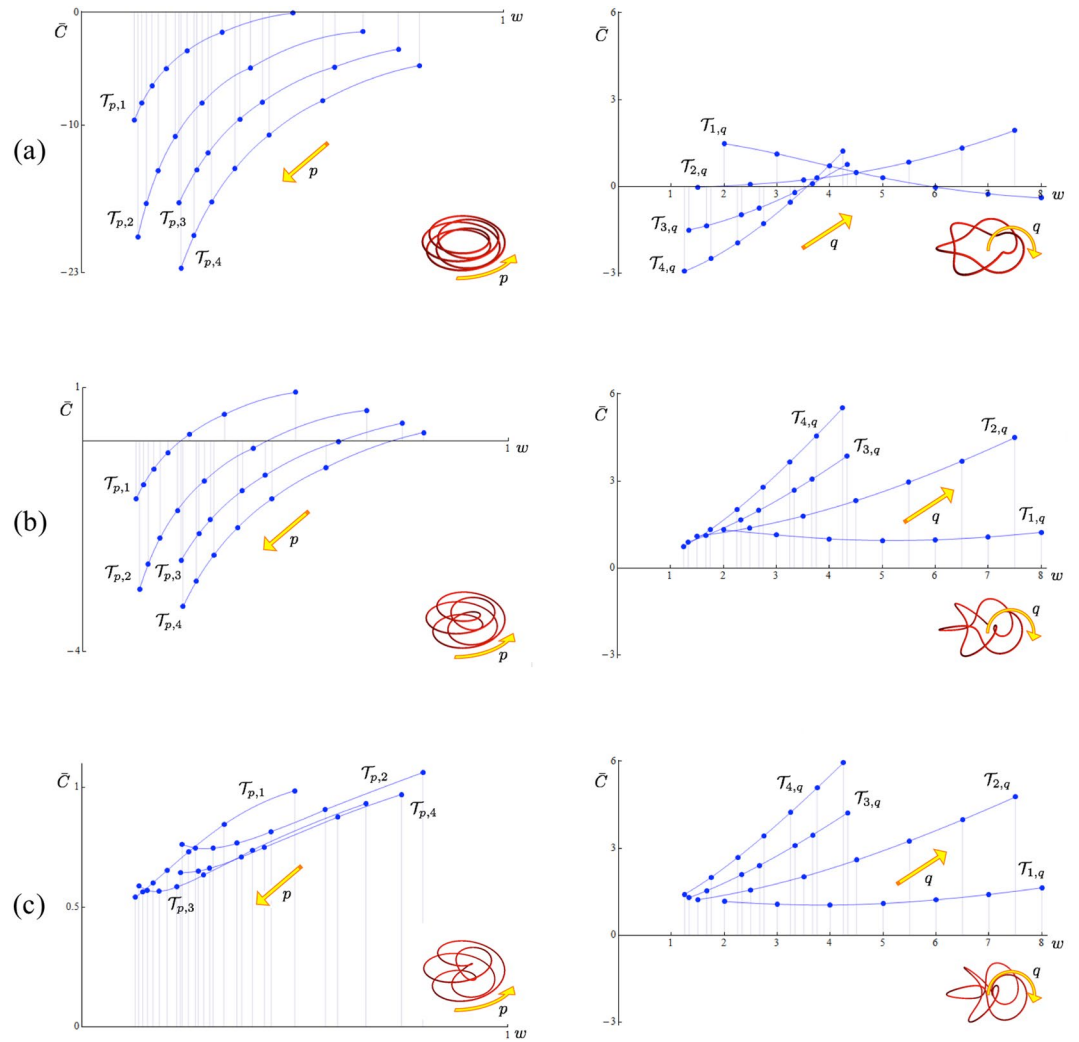 (a)
C̄
0
1
w
𝒯p,1
−10
p
𝒯p,2
𝒯p,3
𝒯p,4
−23
p
C̄
6
3
𝒯1,q
𝒯2,q
0
1 2 3 4 5 6 7 8 w
𝒯3,q
q
𝒯4,q
−3
q
(b)
1
C̄
1
w
𝒯p,1
p
𝒯p,2
𝒯p,3
𝒯p,4
−4
p
C̄
6
𝒯4,q
𝒯2,q
𝒯3,q
3
q
𝒯1,q
0
1 2 3 4 5 6 7 8 w
q
−3
(c)
C̄
1
𝒯p,1
𝒯p,2
𝒯p,4
0.5
𝒯p,3
p
p
0
1
w
C̄
6
𝒯4,q
𝒯3,q
𝒯2,q
3
q
𝒯1,q
0
1 2 3 4 5 6 7 8 w
q
−3